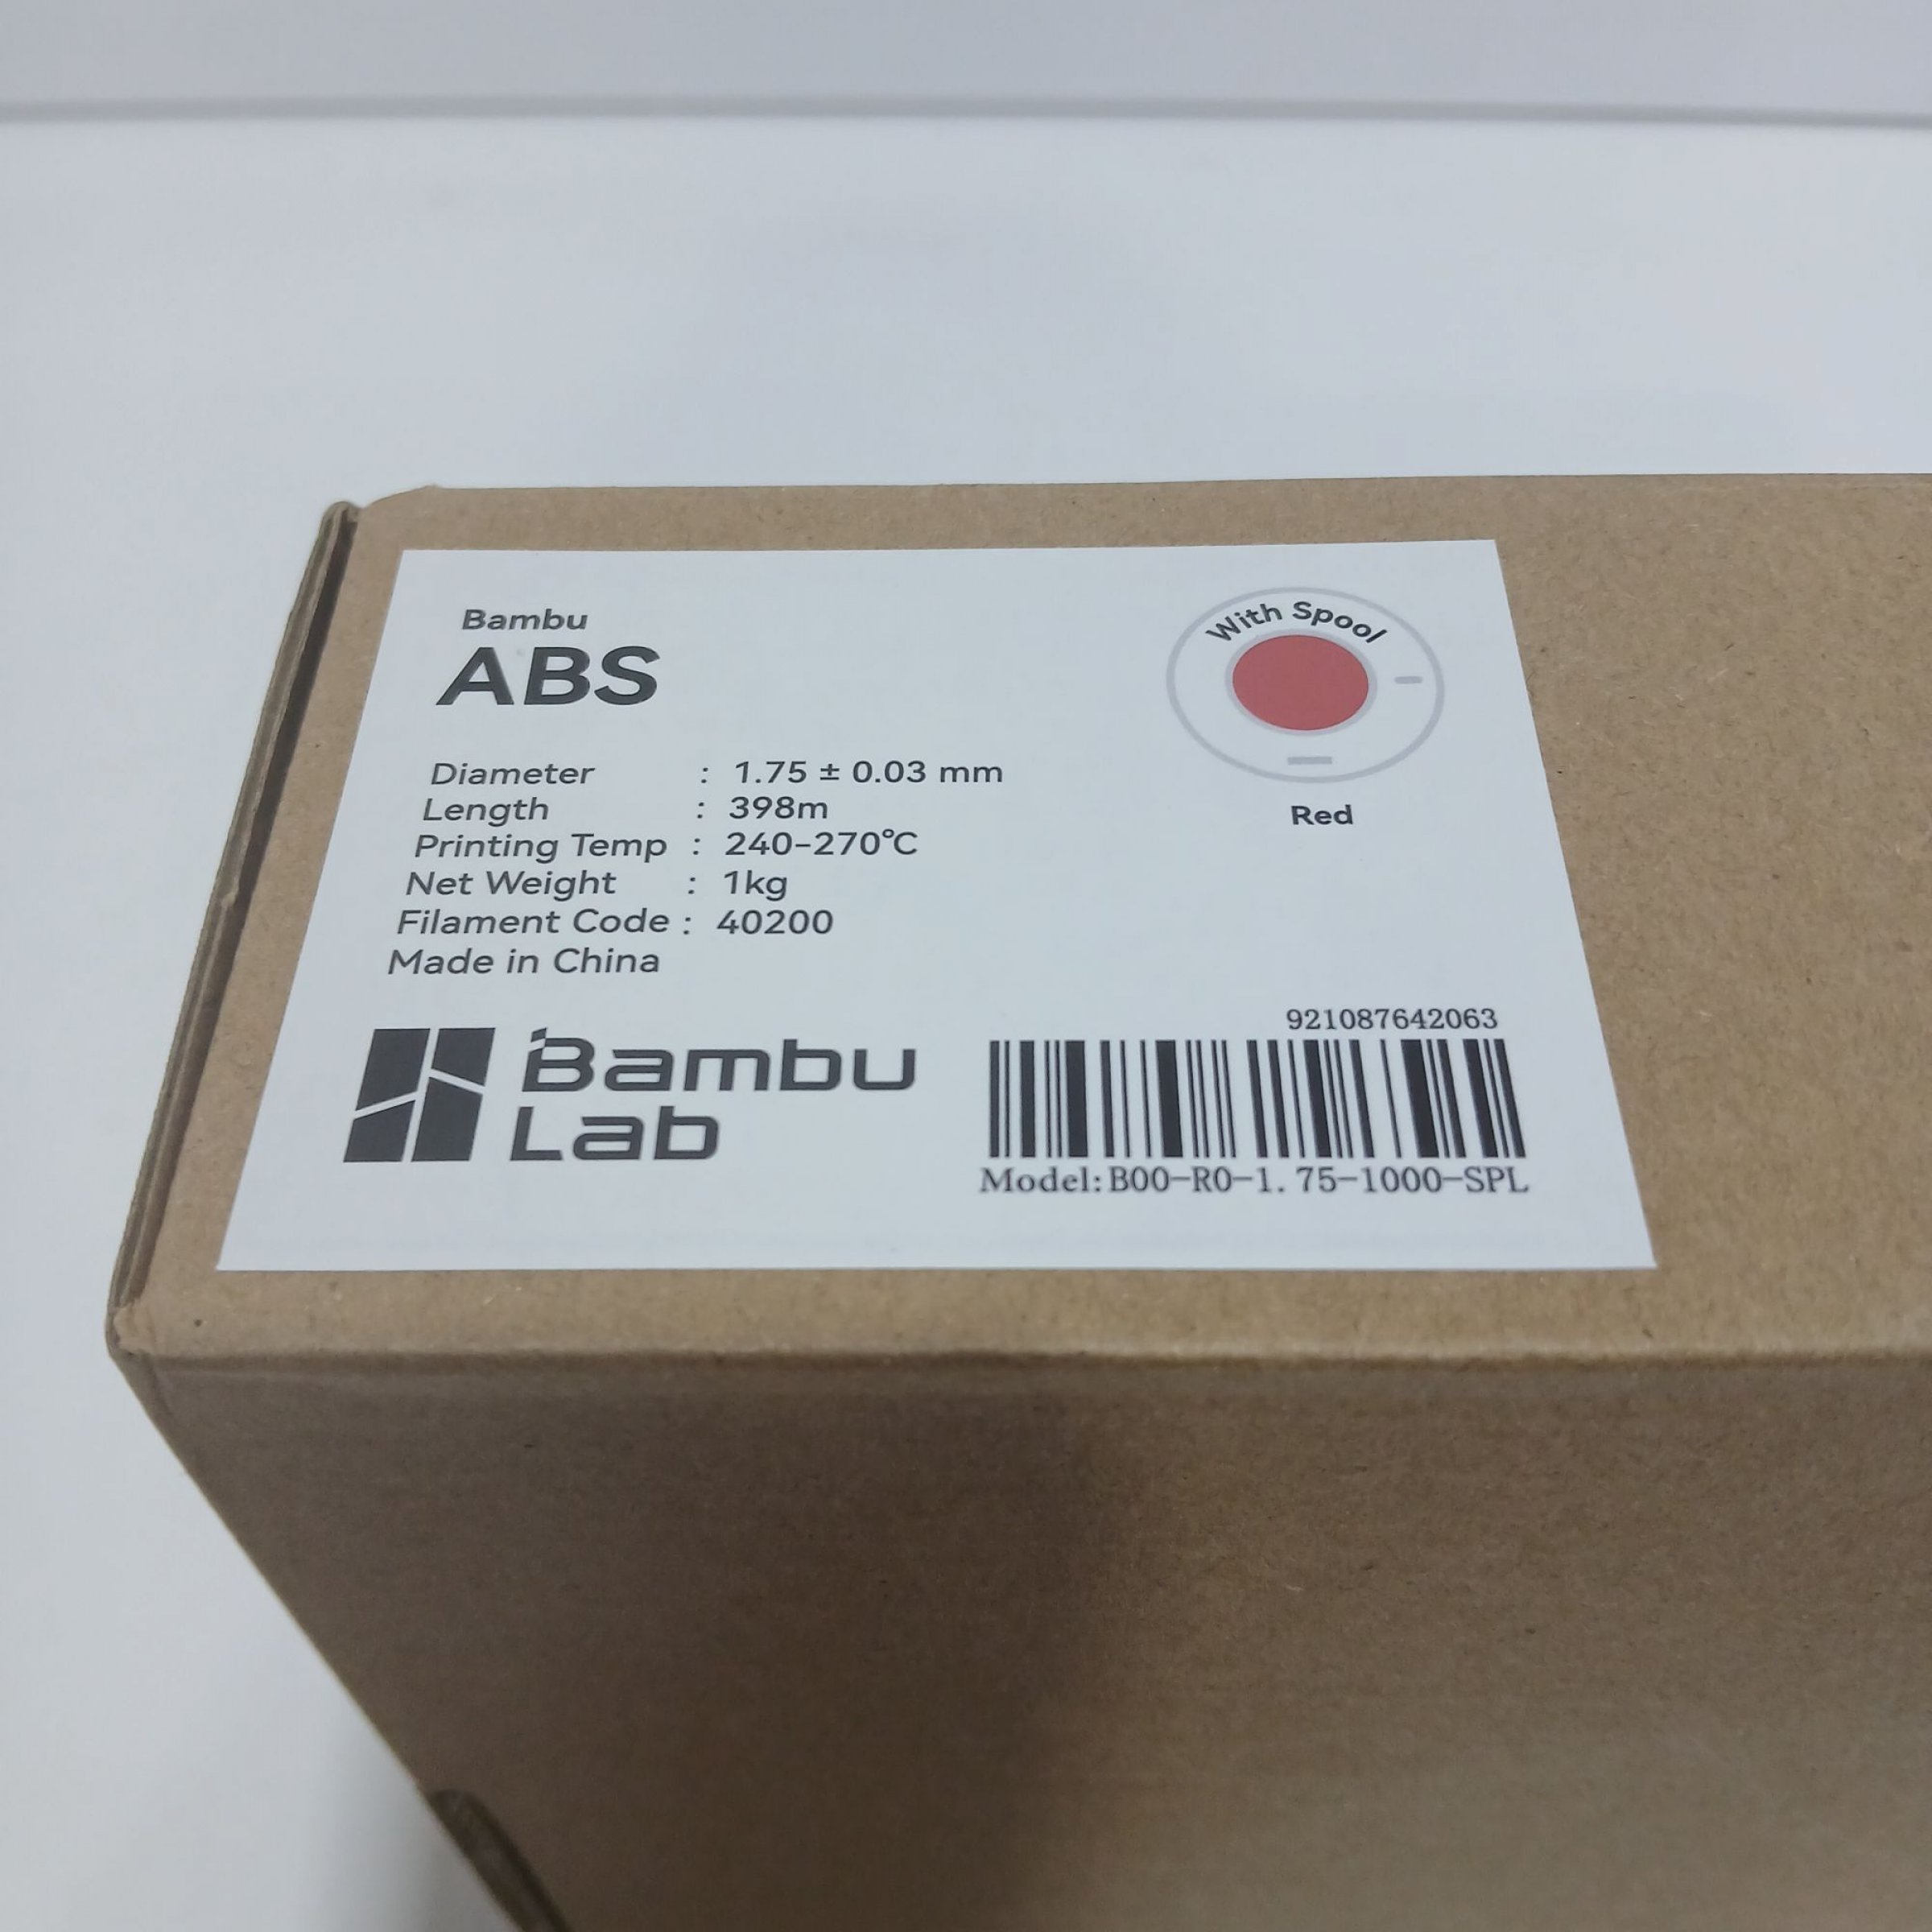 Bambu
ABS
With Spool
Red
Diameter : 1.75 ± 0.03 mm
Length : 398m
Printing Temp : 240-270℃
Net Weight : 1kg
Filament Code : 40200
Made in China
Bambu
Lab
921087642063
Model:B00-R0-1.75-1000-SPL